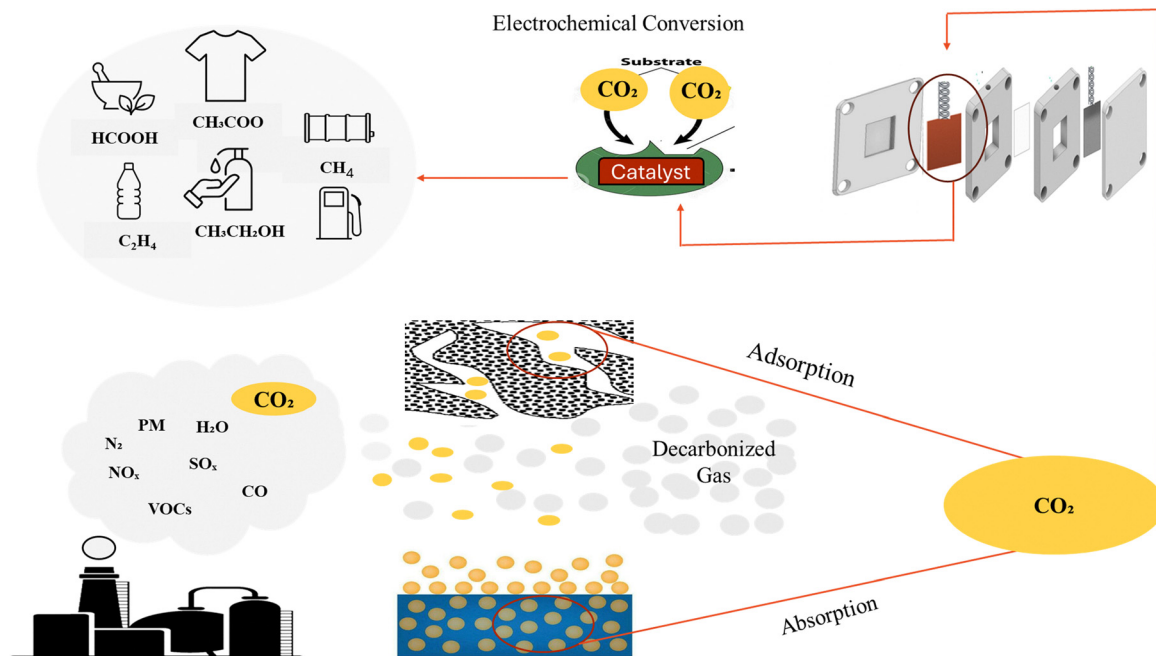 Electrochemical Conversion
Substrate
CO₂
CO₂
Catalyst
HCOOH
CH₃COO
CH₄
C₂H₄
CH₃CH₂OH
Adsorption
CO₂
PM
H₂O
N₂
NOₓ
SOₓ
CO
VOCs
Decarbonized
Gas
CO₂
Absorption